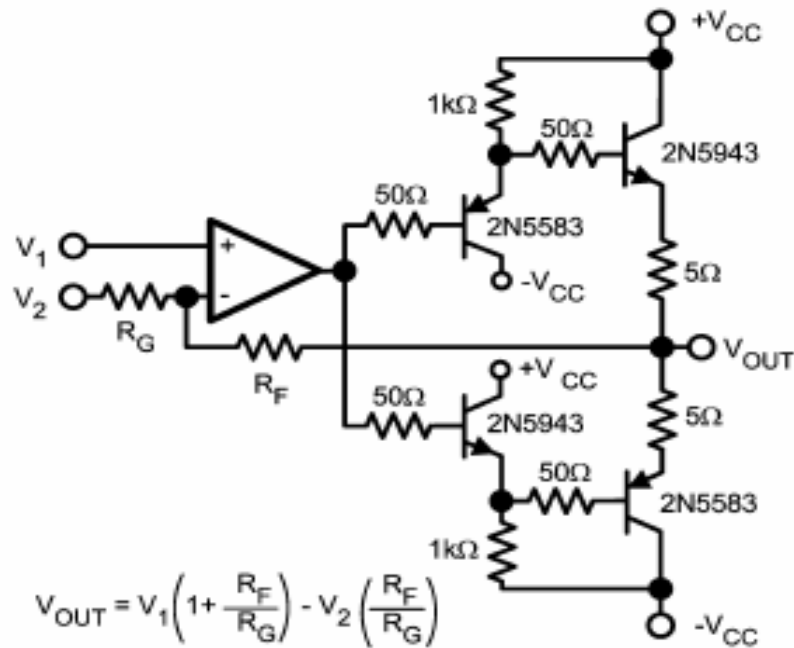 +VCC
1kΩ
50Ω
2N5943
50Ω
2N5583
-VCC
5Ω
V1
+
V2
-
RG
RF
VOUT
+VCC
50Ω
2N5943
5Ω
50Ω
2N5583
1kΩ
-VCC
VOUT = V1(1+ RF/RG) - V2 (RF/RG)